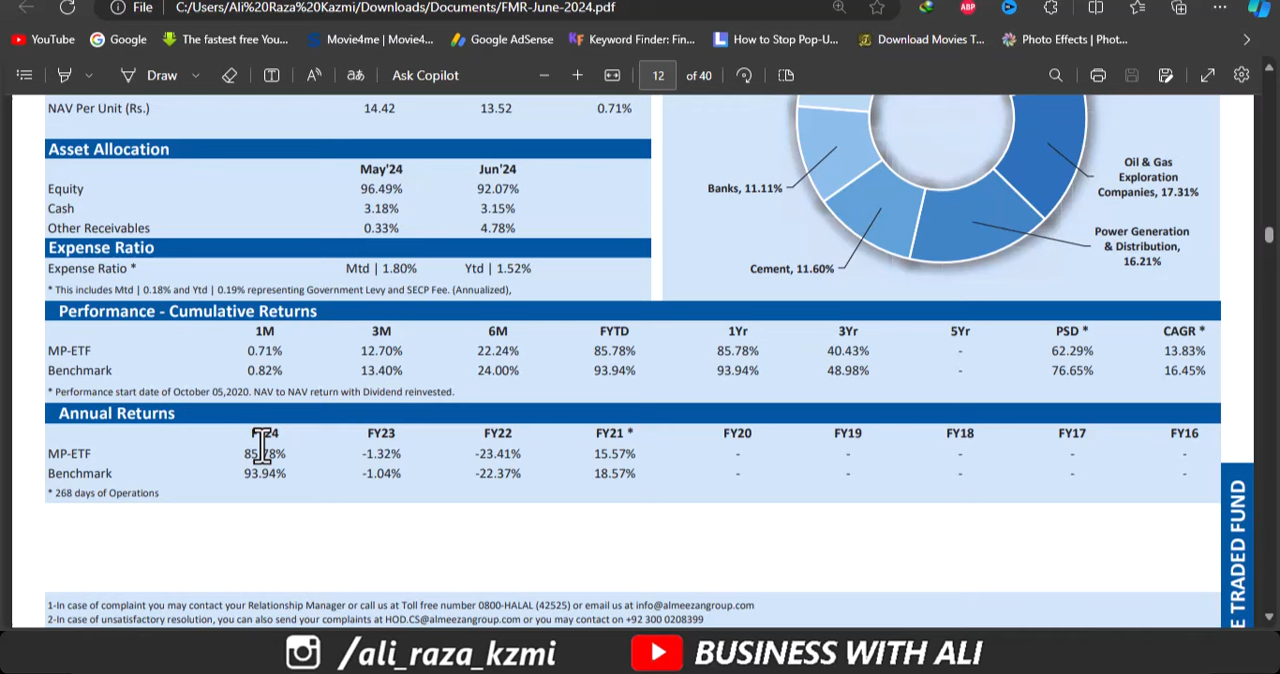 File C:/Users/Ali%20Raza%20Kazmi/Downloads/Documents/FMR-June-2024.pdf
YouTube Google The fastest free You... Movie4me | Movie4... Google AdSense Keyword Finder: Fin... How to Stop Pop-U... Download Movies T... Photo Effects | Phot...
Draw Ask Copilot 12 of 40
NAV Per Unit (Rs.) 14.42 13.52 0.71%
Asset Allocation
May'24 Jun'24
Equity 96.49% 92.07%
Cash 3.18% 3.15%
Other Receivables 0.33% 4.78%
Expense Ratio
Expense Ratio * Mtd | 1.80% Ytd | 1.52%
* This includes Mtd | 0.18% and Ytd | 0.19% representing Government Levy and SECP Fee. (Annualized),
Banks, 11.11%
Cement, 11.60%
Oil & Gas
Exploration
Companies, 17.31%
Power Generation
& Distribution,
16.21%
Performance - Cumulative Returns
1M 3M 6M FYTD 1Yr 3Yr 5Yr PSD * CAGR *
MP-ETF 0.71% 12.70% 22.24% 85.78% 85.78% 40.43% - 62.29% 13.83%
Benchmark 0.82% 13.40% 24.00% 93.94% 93.94% 48.98% - 76.65% 16.45%
* Performance start date of October 05,2020. NAV to NAV return with Dividend reinvested.
Annual Returns
FY24 FY23 FY22 FY21 * FY20 FY19 FY18 FY17 FY16
MP-ETF 85.78% -1.32% -23.41% 15.57% - - - - -
Benchmark 93.94% -1.04% -22.37% 18.57% - - - - -
* 268 days of Operations
E TRADED FUND
1-In case of complaint you may contact your Relationship Manager or call us at Toll free number 0800-HALAL (42525) or email us at info@almeezangroup.com
2-In case of unsatisfactory resolution, you can also send your complaints at HOD.CS@almeezangroup.com or you may contact on +92 300 0208399
/ali_raza_kzmi BUSINESS WITH ALI